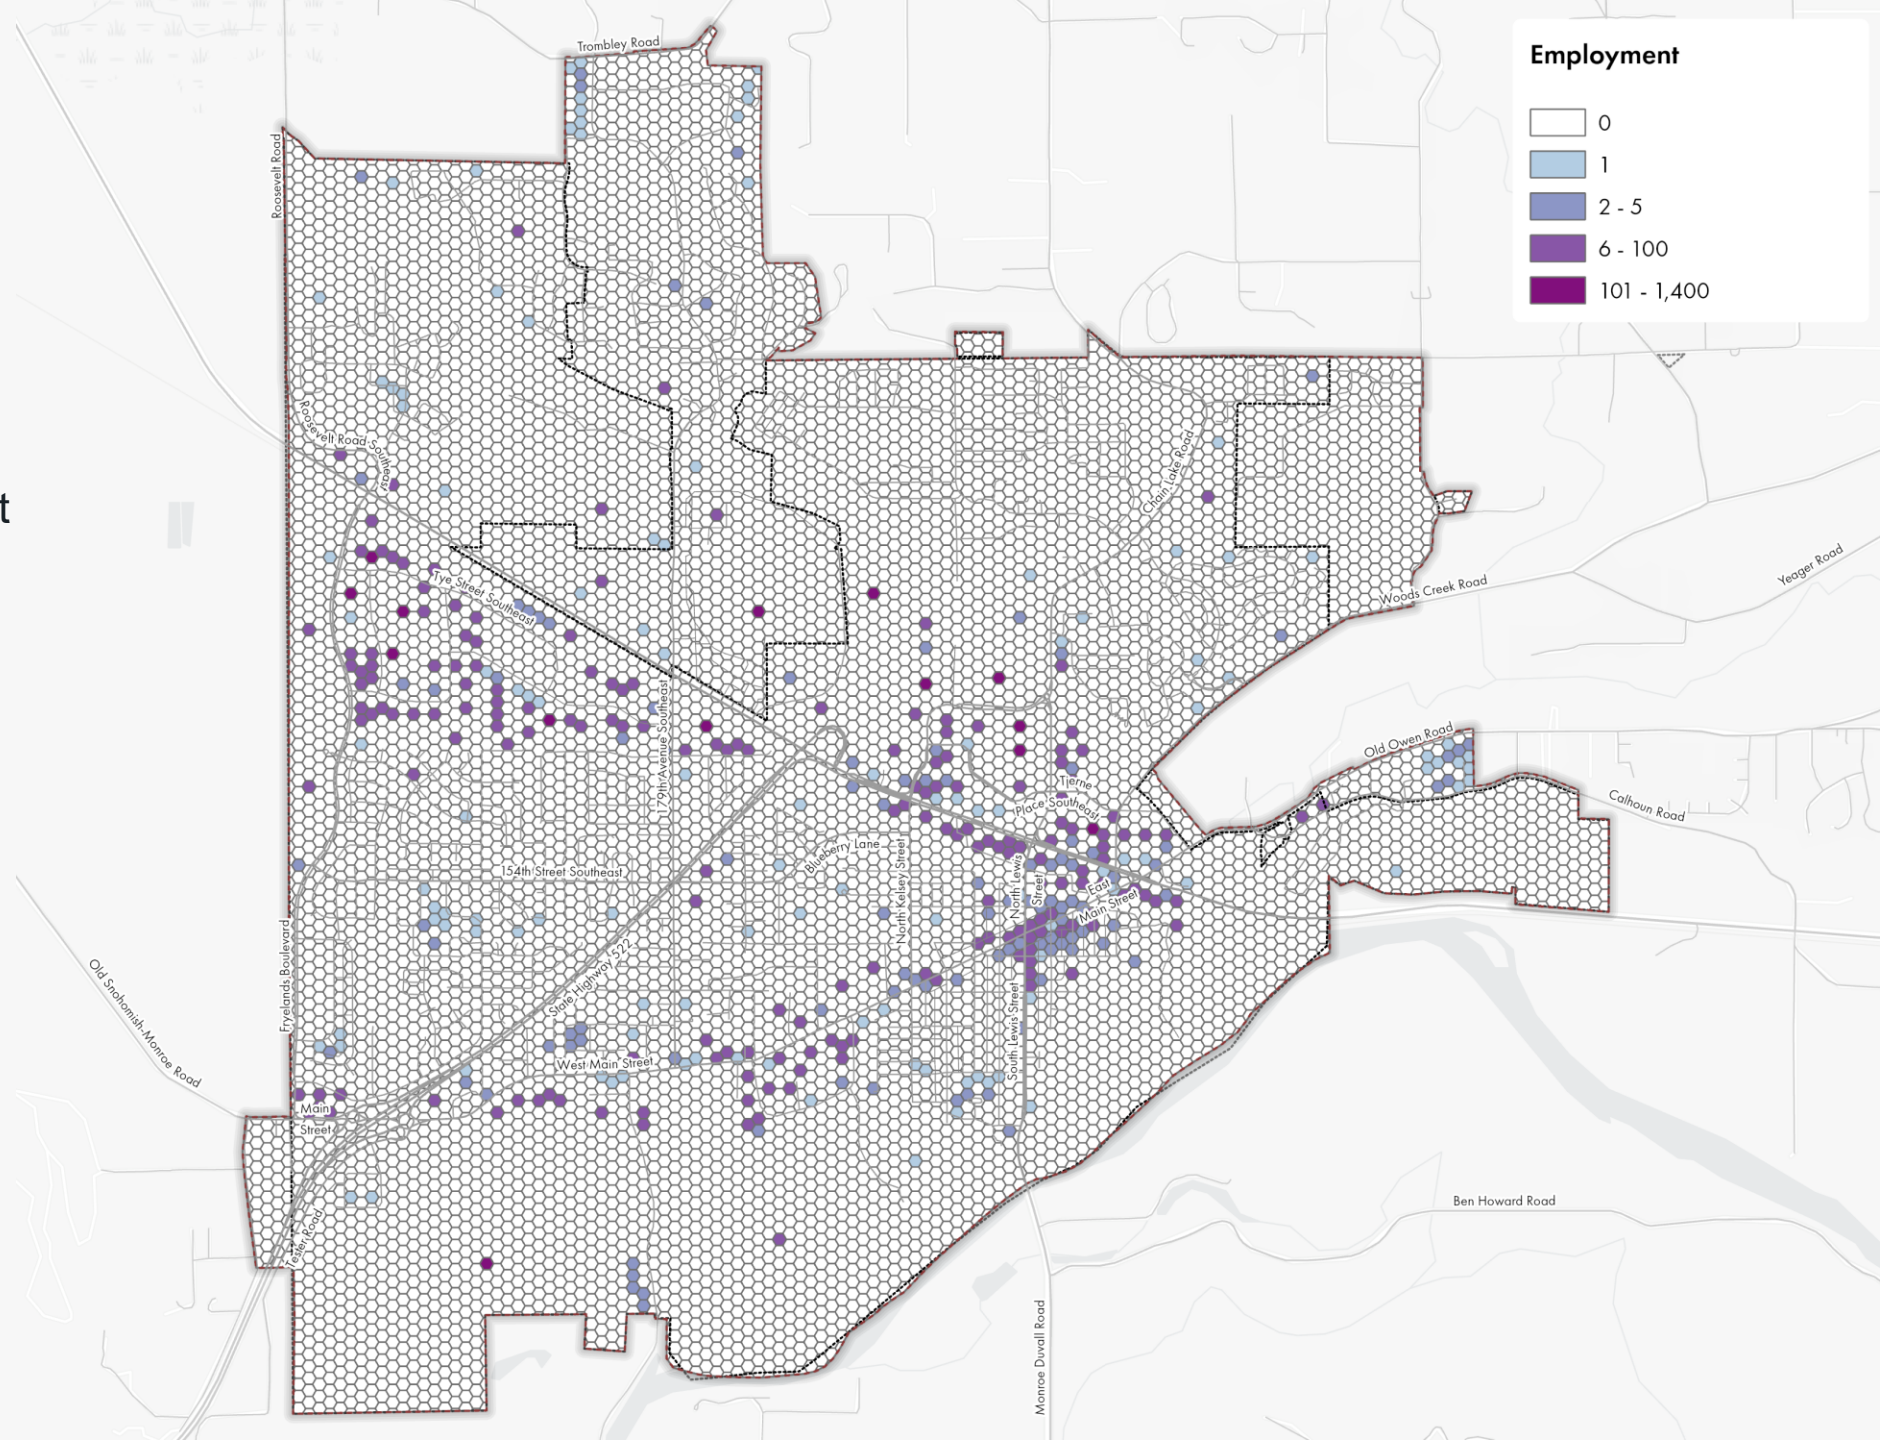 Trombley Road
Employment
0
1
2 - 5
6 - 100
101 - 1,400
Roosevelt Road
Roosevelt Road Southeast
Chain Lake Road
t
Tye Street Southeast
Woods Creek Road
Yeager Road
179th Avenue Southeast
Old Owen Road
Tjerne
Place Southeast
Calhoun Road
Blueberry Lane
154th Street Southeast
North Kelsey Street
North Lewis
Street
East
Main Street
Fryelands Boulevard
State Highway 522
Old Snohomish-Monroe Road
West Main Street
South Lewis Street
Main
Street
Tester Road
Ben Howard Road
Monroe Duvall Road